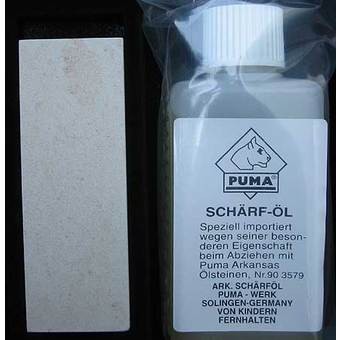 PUMA®
SCHÄRF-ÖL
Speziell importiert
wegen seiner beson-
deren Eigenschaft
beim Abziehen mit
Puma Arkansas
Ölsteinen, Nr. 90 3579
ARK. SCHÄRFÖL
PUMA - WERK
SOLINGEN-GERMANY
VON KINDERN
FERNHALTEN